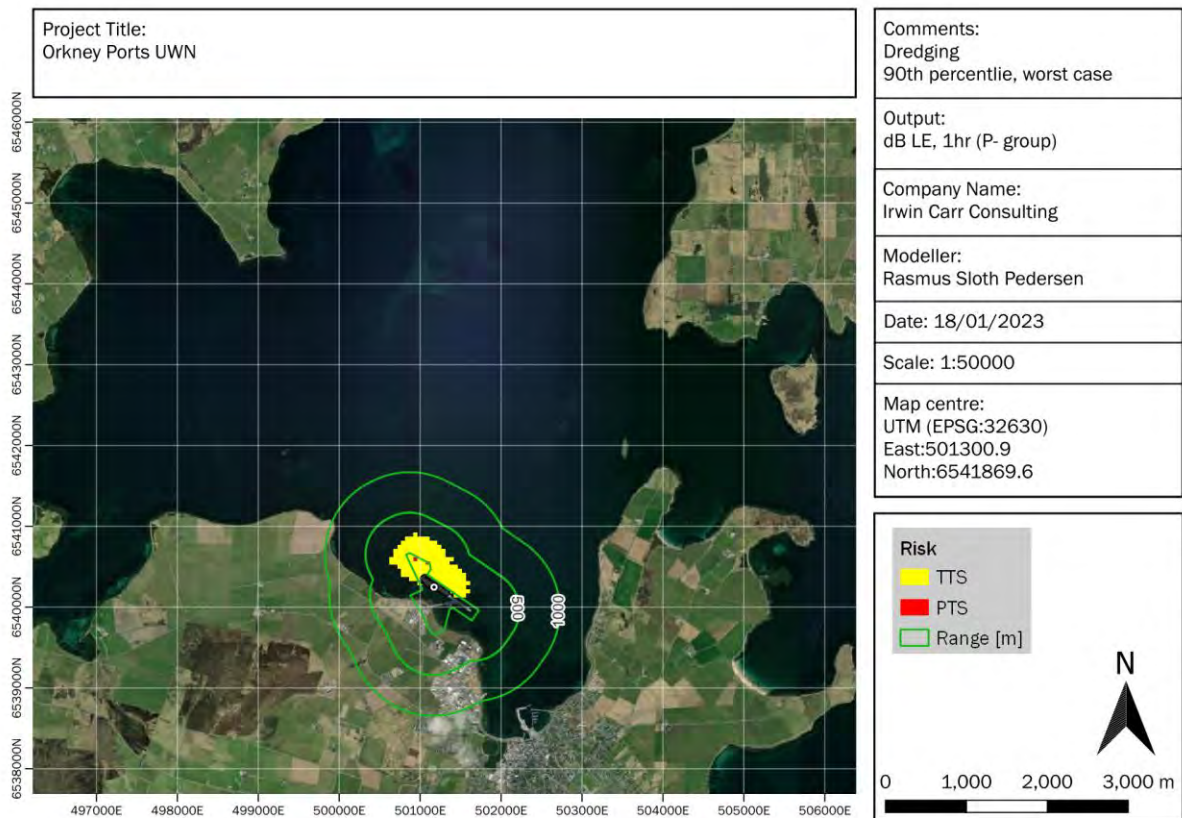 Project Title:
Orkney Ports UWN
Comments:
Dredging
90th percentlie, worst case
Output:
dB LE, 1hr (P- group)
Company Name:
Irwin Carr Consulting
Modeller:
Rasmus Sloth Pedersen
Date: 18/01/2023
Scale: 1:50000
Map centre:
UTM (EPSG:32630)
East:501300.9
North:6541869.6
6546000N
6545000N
6544000N
6543000N
6542000N
6541000N
6540000N
6539000N
6538000N
500
1000
497000E
498000E
499000E
500000E
501000E
502000E
503000E
504000E
505000E
506000E
Risk
TTS
PTS
Range [m]
N
0 1,000 2,000 3,000 m